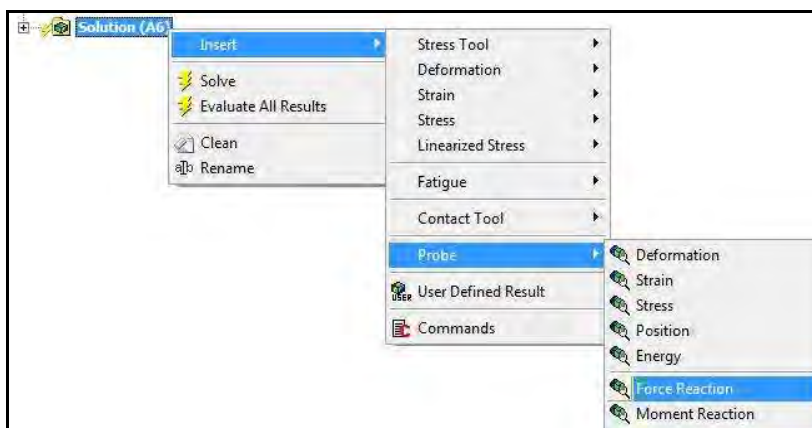 Solution (A6)
Insert
Solve
Evaluate All Results
Clean
Rename
Stress Tool
Deformation
Strain
Stress
Linearized Stress
Fatigue
Contact Tool
Probe
User Defined Result
Commands
Deformation
Strain
Stress
Position
Energy
Force Reaction
Moment Reaction